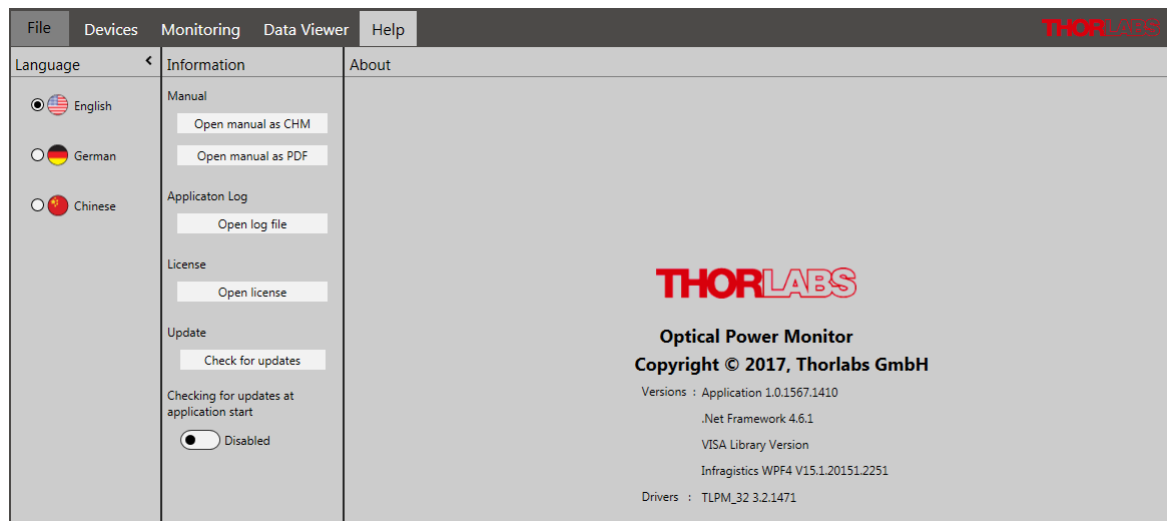 File Devices Monitoring Data Viewer Help THORLABS
Language Information About
English
German
Chinese
Manual
Open manual as CHM
Open manual as PDF
Applicaton Log
Open log file
License
Open license
Update
Check for updates
Checking for updates at
application start
Disabled
THORLABS
Optical Power Monitor
Copyright © 2017, Thorlabs GmbH
Versions : Application 1.0.1567.1410
.Net Framework 4.6.1
VISA Library Version
Infragistics WPF4 V15.1.20151.2251
Drivers : TLPM_32 3.2.1471